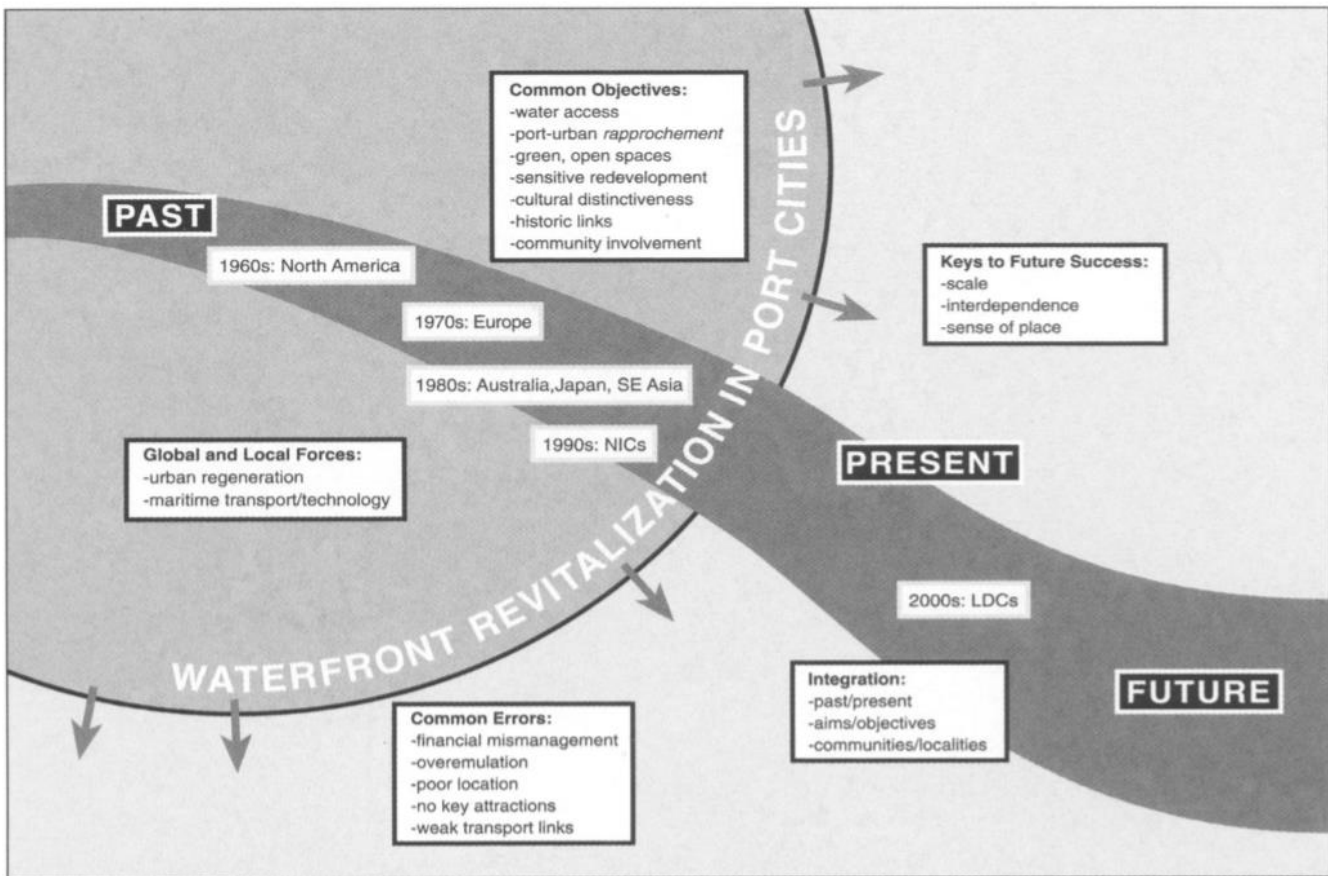 Common Objectives:
-water access
-port-urban rapprochement
-green, open spaces
-sensitive redevelopment
-cultural distinctiveness
-historic links
-community involvement
PAST
1960s: North America
1970s: Europe
1980s: Australia,Japan, SE Asia
1990s: NICs
Keys to Future Success:
-scale
-interdependence
-sense of place
Global and Local Forces:
-urban regeneration
-maritime transport/technology
WATERFRONT REVITALIZATION IN PORT CITIES
PRESENT
2000s: LDCs
Integration:
-past/present
-aims/objectives
-communities/localities
FUTURE
Common Errors:
-financial mismanagement
-overemulation
-poor location
-no key attractions
-weak transport links